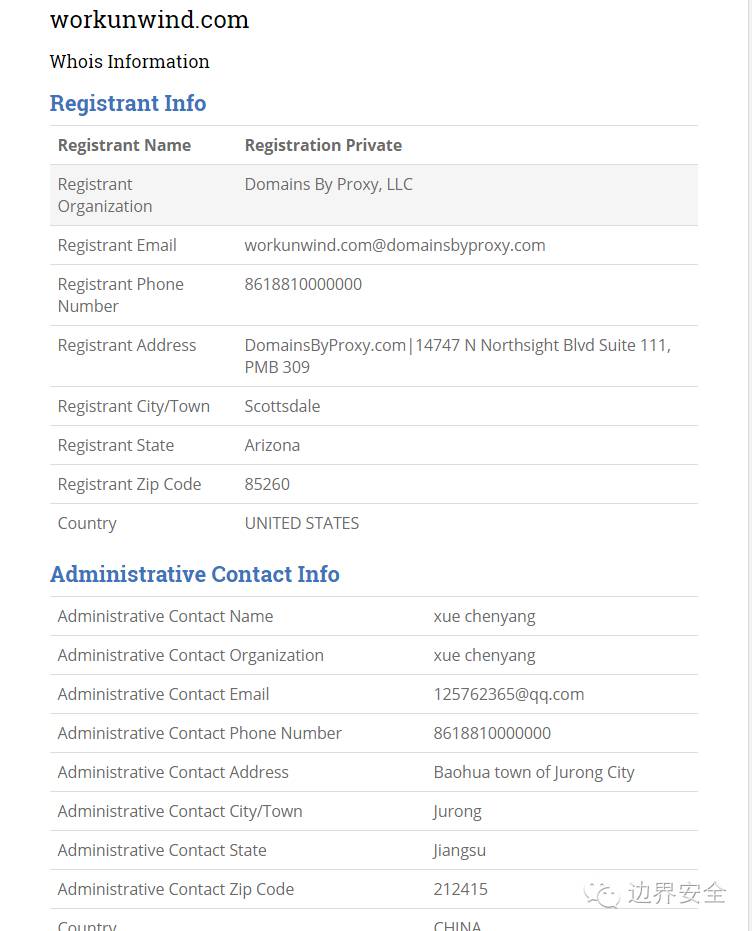 workunwind.com
Whois Information
Registrant Info
Registrant Name Registration Private
Registrant Domains By Proxy, LLC
Organization
Registrant Email workunwind.com@domainsbyproxy.com
Registrant Phone 8618810000000
Number
Registrant Address DomainsByProxy.com|14747 N Northsight Blvd Suite 111,
PMB 309
Registrant City/Town Scottsdale
Registrant State Arizona
Registrant Zip Code 85260
Country UNITED STATES
Administrative Contact Info
Administrative Contact Name xue chenyang
Administrative Contact Organization xue chenyang
Administrative Contact Email 125762365@qq.com
Administrative Contact Phone Number 8618810000000
Administrative Contact Address Baohua town of Jurong City
Administrative Contact City/Town Jurong
Administrative Contact State Jiangsu
Administrative Contact Zip Code 212415
边界安全
Country CHINA